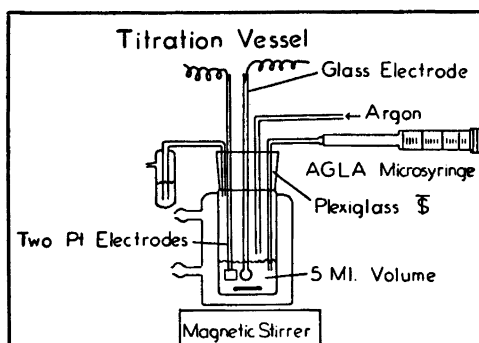 Titration Vessel
Glass Electrode
← Argon
AGLA Microsyringe
Plexiglass
Two Pt Electrodes
5 Ml. Volume
Magnetic Stirrer